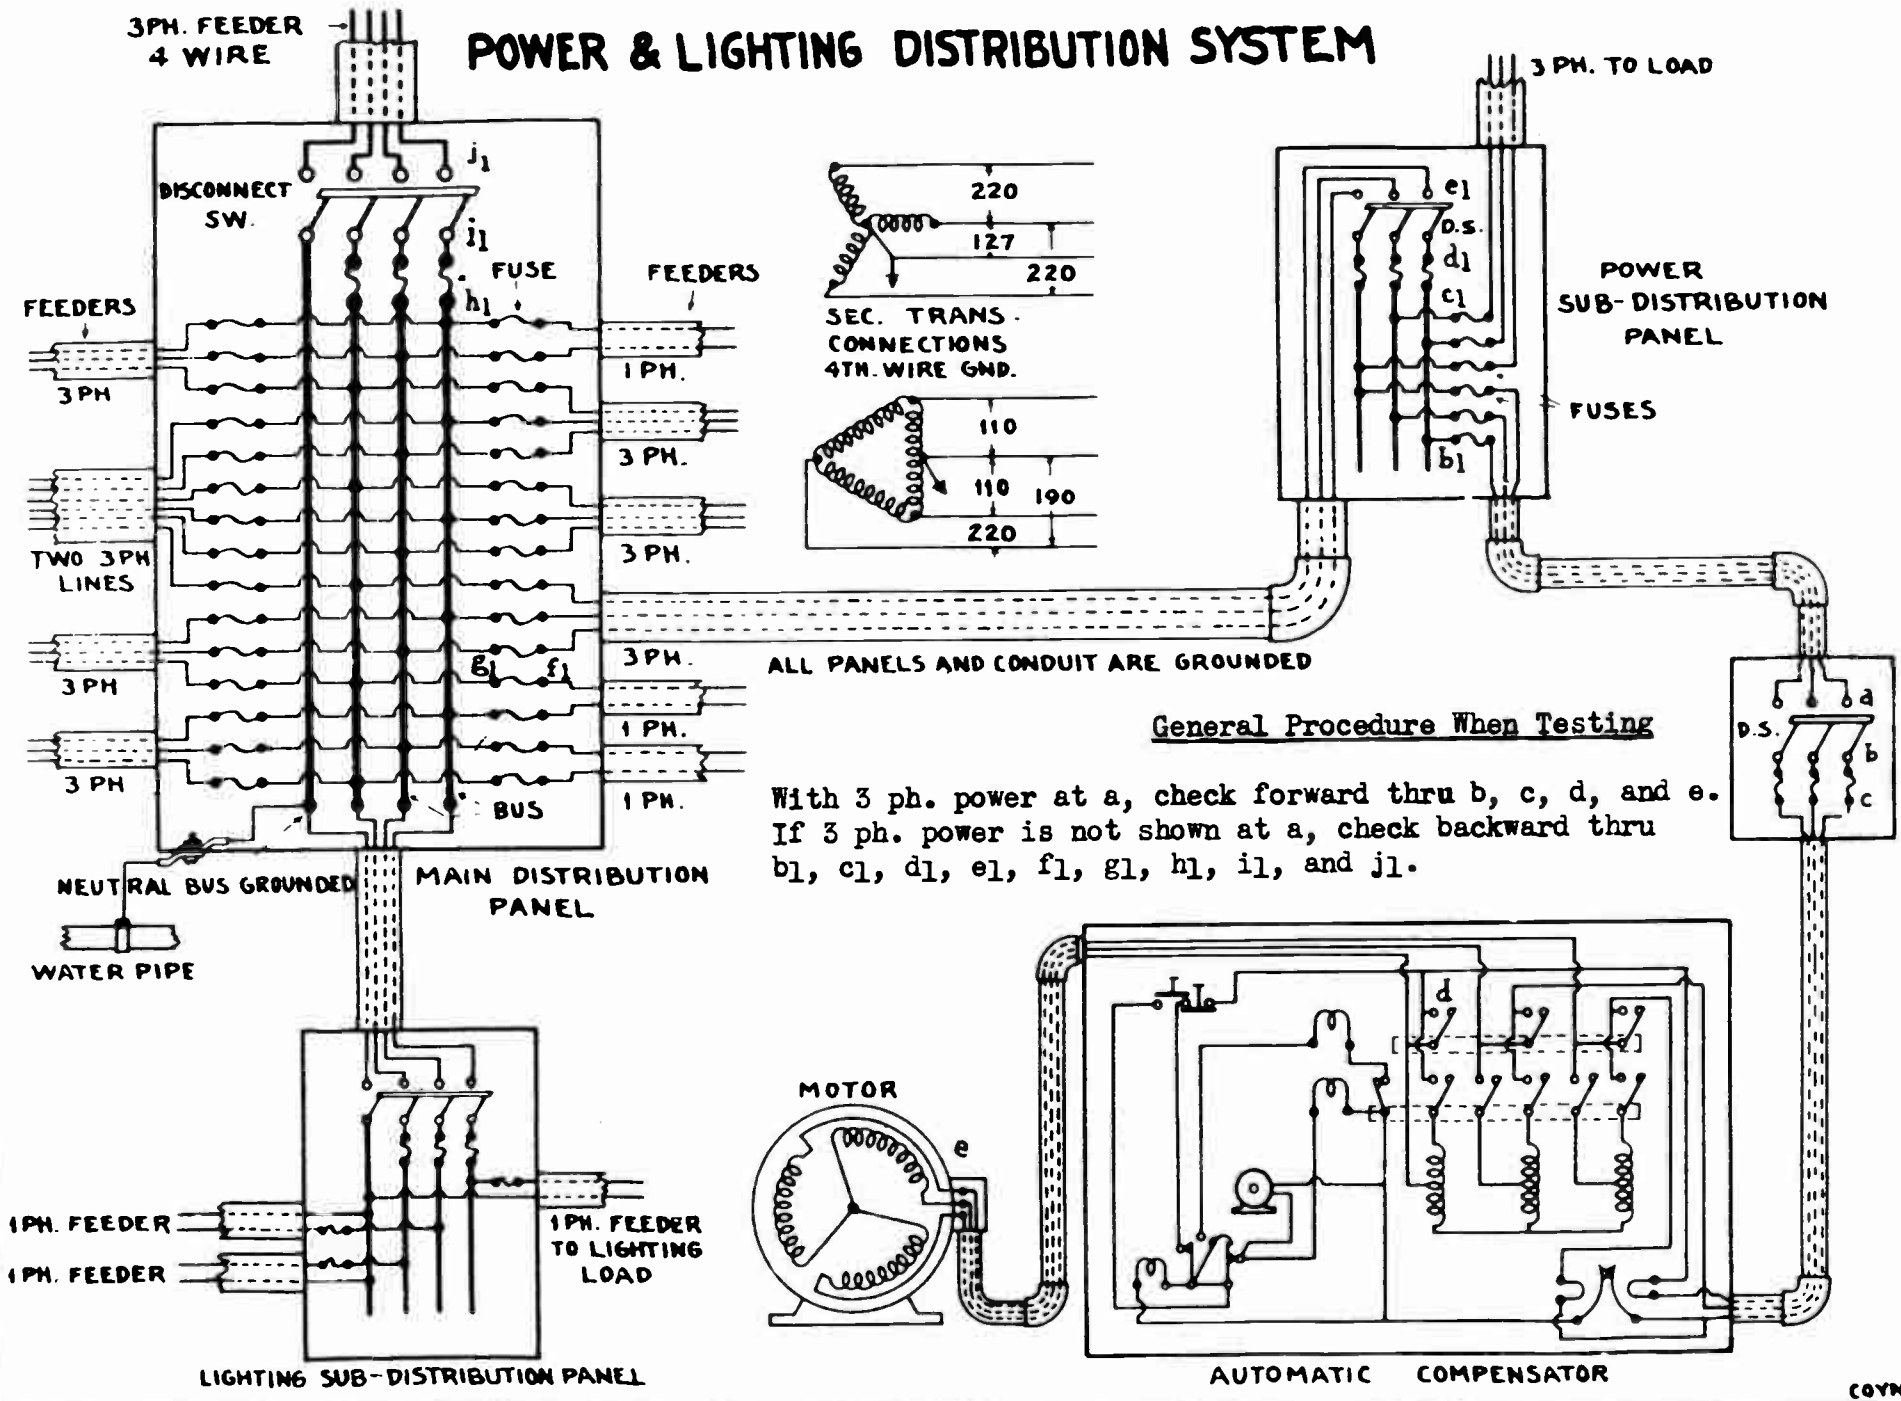 POWER & LIGHTING DISTRIBUTION SYSTEM
3PH. FEEDER
4 WIRE
3 PH. TO LOAD
DISCONNECT
SW.
j1
i1
h1
FUSE
FEEDERS
FEEDERS
3 PH
TWO 3PH
LINES
3 PH
3 PH
1 PH.
3 PH.
3 PH.
3 PH.
1 PH.
1 PH.
g1
f1
BUS
220
127
220
SEC. TRANS.
CONNECTIONS
4TH. WIRE GND.
110
110
190
220
e1
D.S.
d1
c1
b1
POWER
SUB-DISTRIBUTION
PANEL
FUSES
ALL PANELS AND CONDUIT ARE GROUNDED
General Procedure When Testing
With 3 ph. power at a, check forward thru b, c, d, and e.
If 3 ph. power is not shown at a, check backward thru
b1, c1, d1, e1, f1, g1, h1, i1, and j1.
a
D.S.
b
c
NEUTRAL BUS GROUNDED
MAIN DISTRIBUTION
PANEL
WATER PIPE
1PH. FEEDER
1PH. FEEDER
1PH. FEEDER
TO LIGHTING
LOAD
LIGHTING SUB-DISTRIBUTION PANEL
MOTOR
e
d
AUTOMATIC COMPENSATOR
COYN